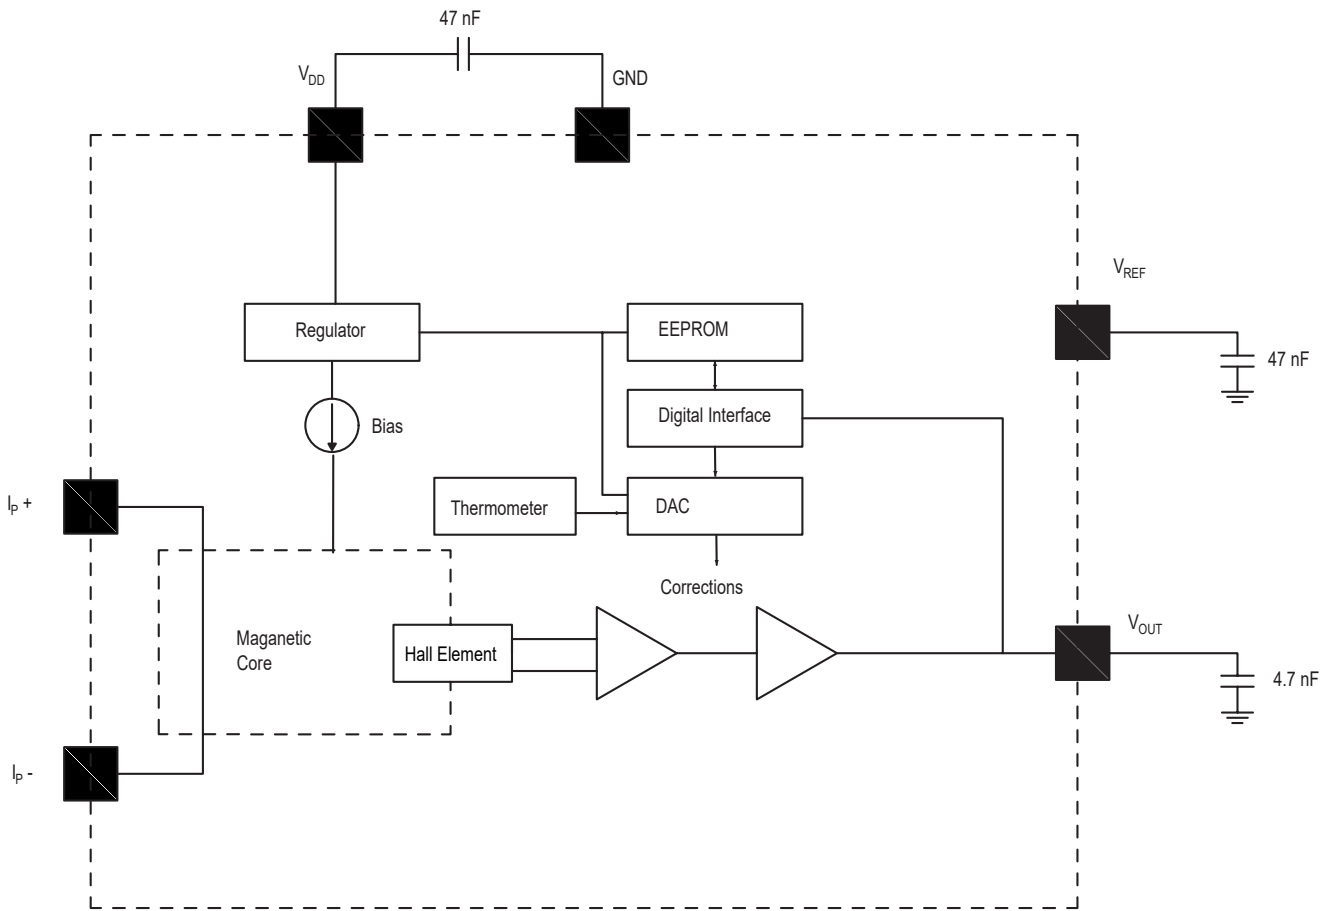 47 nF
VDD
GND
VREF
Regulator
EEPROM
47 nF
Digital Interface
Bias
IP +
Thermometer
DAC
Corrections
VOUT
Maganetic
Core
Hall Element
4.7 nF
IP -